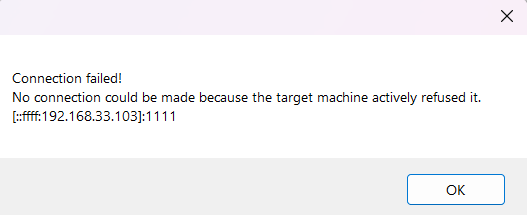 Connection failed!
No connection could be made because the target machine actively refused it.
[::ffff:192.168.33.103]:1111
OK